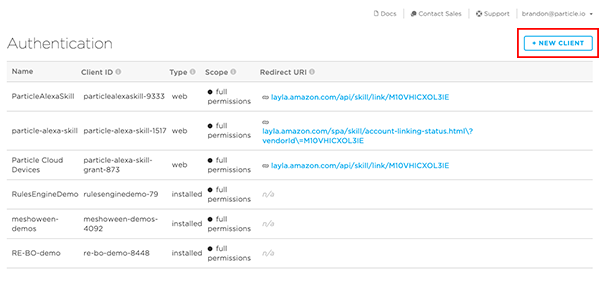 Docs Contact Sales Support brandon@particle.io
Authentication
+ NEW CLIENT
Name Client ID Type Scope Redirect URI
ParticleAlexaSkill particlealexaskill-9333 web full
permissions layla.amazon.com/api/skill/link/M10VHICXOL3IE
particle-alexa-skill particle-alexa-skill-1517 web full
permissions layla.amazon.com/spa/skill/account-linking-status.html\?
vendorId\=M10VHICXOL3IE
Particle Cloud
Devices particle-alexa-skill-
grant-873 web full
permissions layla.amazon.com/api/skill/link/M10VHICXOL3IE
RulesEngineDemo rulesenginedemo-79 installed full
permissions n/a
meshoween-
demos meshoween-demos-
4092 installed full
permissions n/a
RE-BO-demo re-bo-demo-8448 installed full
permissions n/a